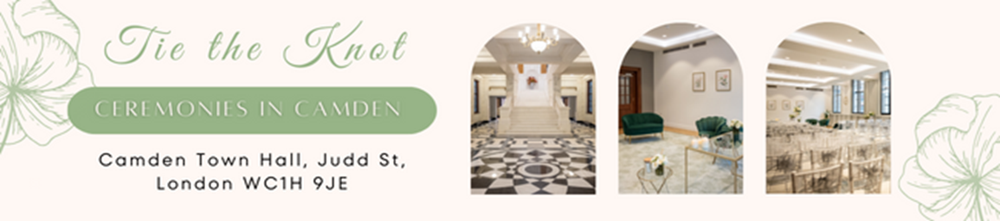 Tie the Knot
CEREMONIES IN CAMDEN
Camden Town Hall, Judd St,
London WC1H 9JE